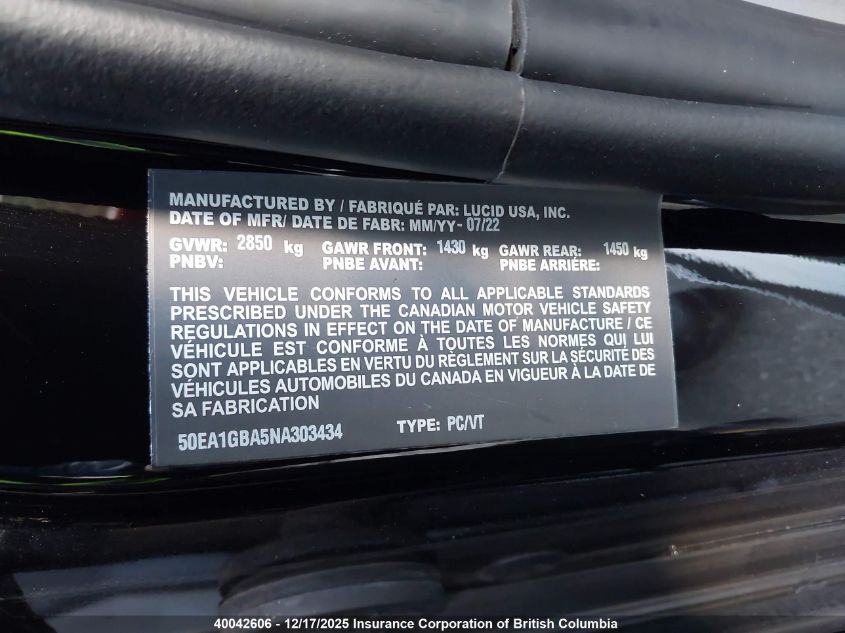 MANUFACTURED BY / FABRIQUÉ PAR: LUCID USA, INC.
DATE OF MFR/ DATE DE FABR: MM/YY- 07/22
GVWR: 2850 kg GAWR FRONT: 1430 kg GAWR REAR: 1450 kg
PNBV: PNBE AVANT: PNBE ARRIÉRE:
THIS VEHICLE CONFORMS TO ALL APPLICABLE STANDARDS
PRESCRIBED UNDER THE CANADIAN MOTOR VEHICLE SAFETY
REGULATIONS IN EFFECT ON THE DATE OF MANUFACTURE / CE
VÉHICULE EST CONFORME À TOUTES LES NORMES QUI LUI
SONT APPLICABLES EN VERTU DU RÈGLEMENT SUR LA SÉCURITÉ DES
VÉHICULES AUTOMOBILES DU CANADA EN VIGUEUR À LA DATE DE
SA FABRICATION
50EA1GBA5NA303434 TYPE: PC/VT
40042606 - 12/17/2025 Insurance Corporation of British Columbia